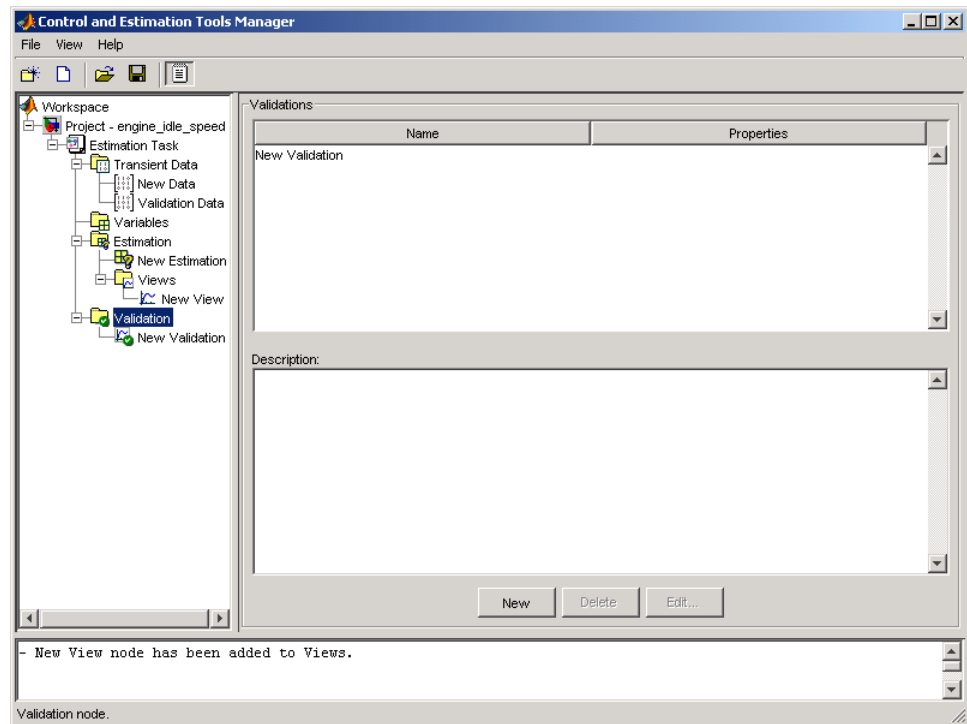 Control and Estimation Tools Manager
File View Help
Workspace
Project - engine_idle_speed
Estimation Task
Transient Data
New Data
Validation Data
Variables
Estimation
New Estimation
Views
New View
Validation
New Validation
Validations
Name Properties
New Validation
Description:
New Delete Edit...
- New View node has been added to Views.
Validation node.